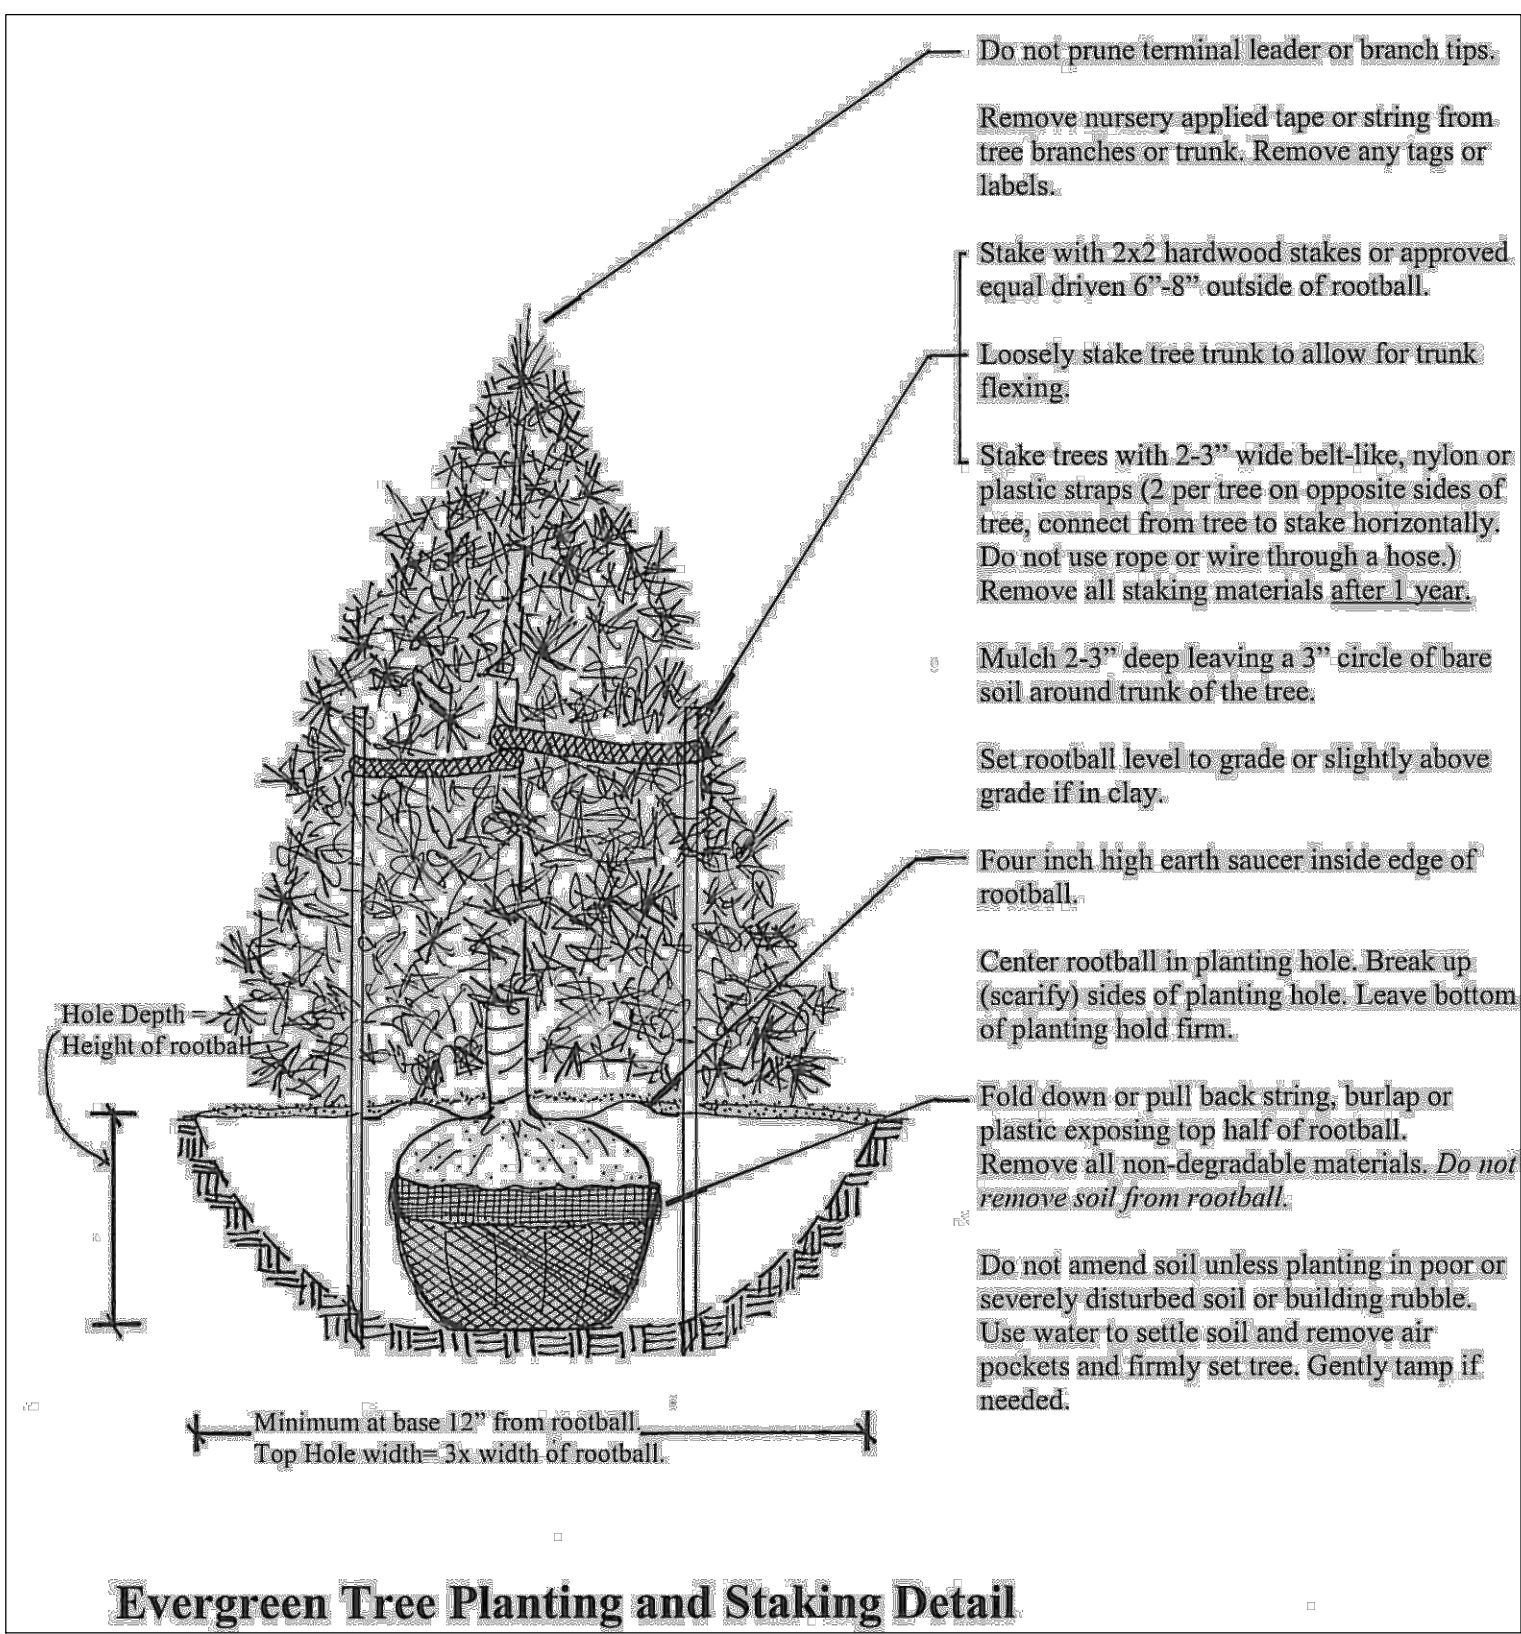 Do not prune terminal leader or branch tips.
Remove nursery applied tape or string from
tree branches or trunk. Remove any tags or
labels.
Stake with 2x2 hardwood stakes or approved
equal driven 6”-8” outside of rootball.
Loosely stake tree trunk to allow for trunk
flexing.
Stake trees with 2-3” wide belt-like, nylon or
plastic straps (2 per tree on opposite sides of
tree, connect from tree to stake horizontally.
Do not use rope or wire through a hose.)
Remove all staking materials after 1 year.
Mulch 2-3” deep leaving a 3” circle of bare
soil around trunk of the tree.
Set rootball level to grade or slightly above
grade if in clay.
Four inch high earth saucer inside edge of
rootball.
Center rootball in planting hole. Break up
(scarify) sides of planting hole. Leave bottom
of planting hold firm.
Fold down or pull back string, burlap or
plastic exposing top half of rootball.
Remove all non-degradable materials. Do not
remove soil from rootball.
Do not amend soil unless planting in poor or
severely disturbed soil or building rubble.
Use water to settle soil and remove air
pockets and firmly set tree. Gently tamp if
needed.
Hole Depth =
Height of rootball
Minimum at base 12” from rootball.
Top Hole width= 3x width of rootball.
Evergreen Tree Planting and Staking Detail